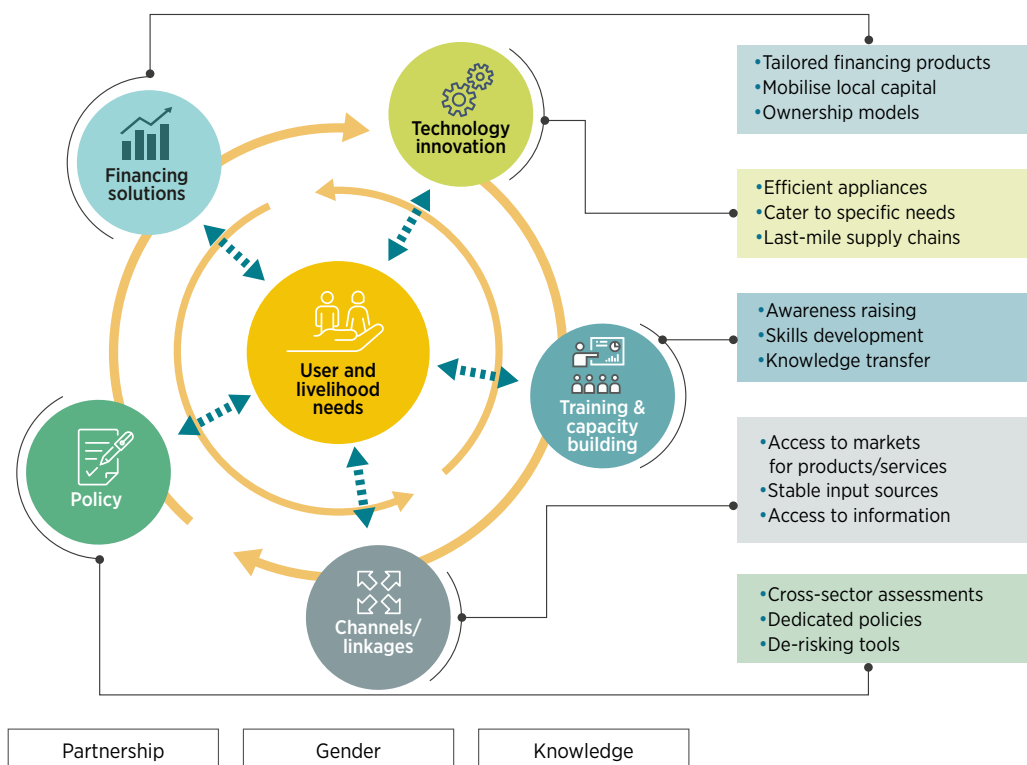 Financing
solutions
Technology
innovation
User and
livelihood
needs
Training &
capacity
building
Policy
Channels/
linkages
•Tailored financing products
•Mobilise local capital
•Ownership models
•Efficient appliances
•Cater to specific needs
•Last-mile supply chains
•Awareness raising
•Skills development
•Knowledge transfer
•Access to markets
for products/services
•Stable input sources
•Access to information
•Cross-sector assessments
•Dedicated policies
•De-risking tools
Partnership
Gender
Knowledge